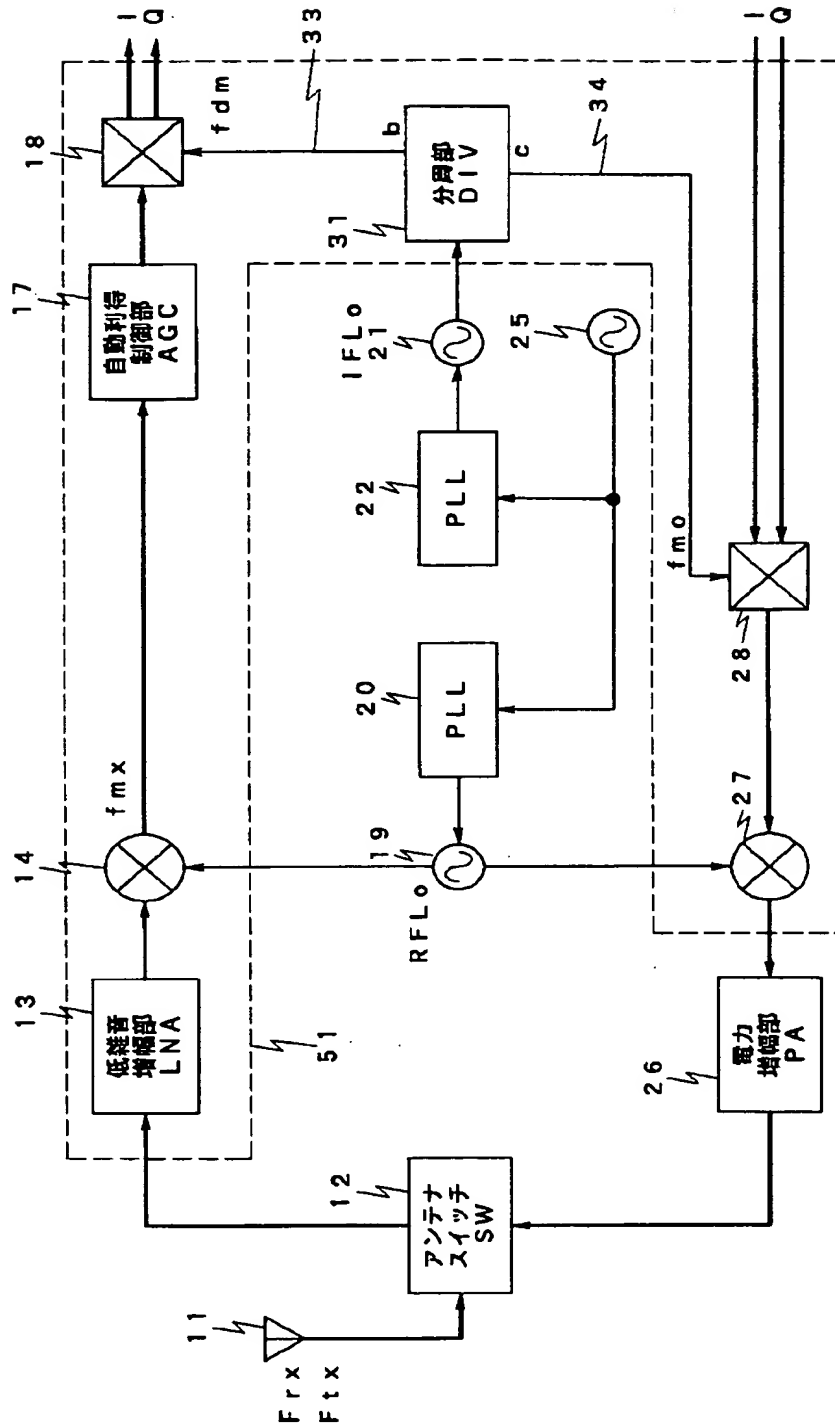 11
Frx
Ftx
12
アンテナ
スイッチ
SW
13
低雑音
増幅部
LNA
14
fmx
17
自動利得
制御部
AGC
18
I
Q
fdm
33
51
RFLo
19
20
PLL
22
PLL
IFLo
21
25
31
分周部
DIV
b
c
34
fmo
26
電力
増幅部
PA
27
28
I
Q